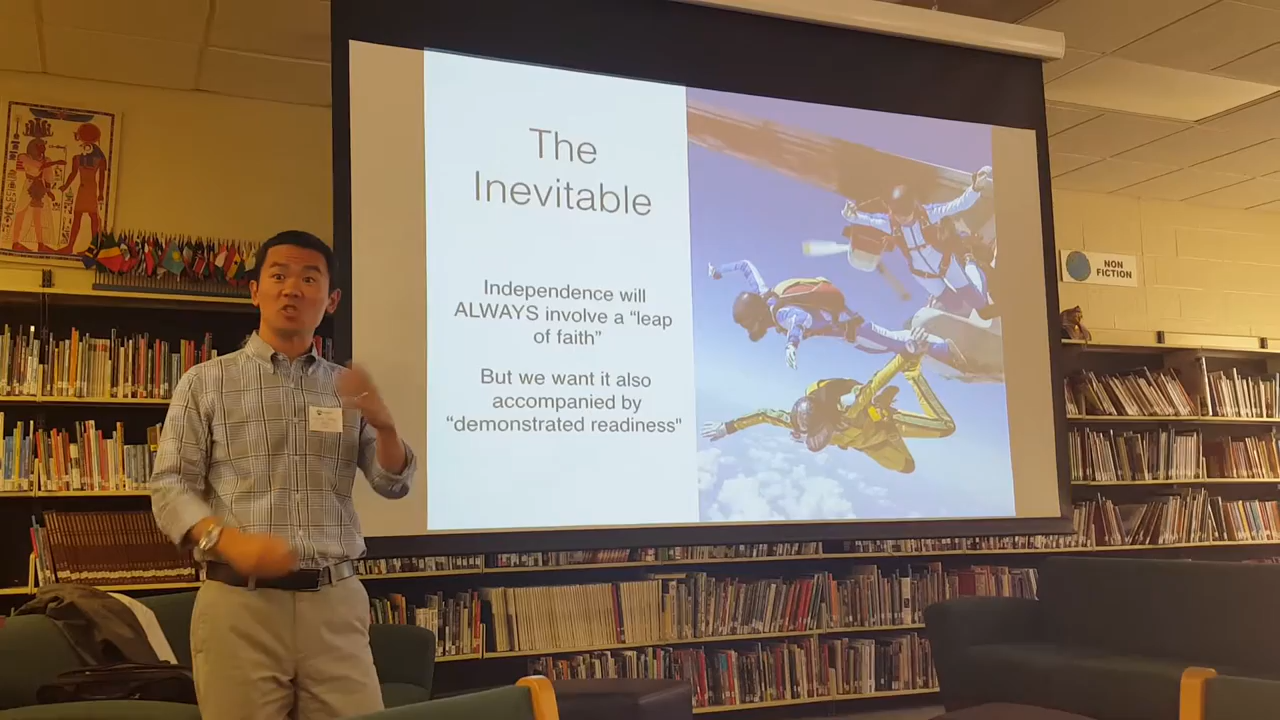 The
Inevitable
Independence will
ALWAYS involve a “leap
of faith”
But we want it also
accompanied by
“demonstrated readiness”
NON
FICTION